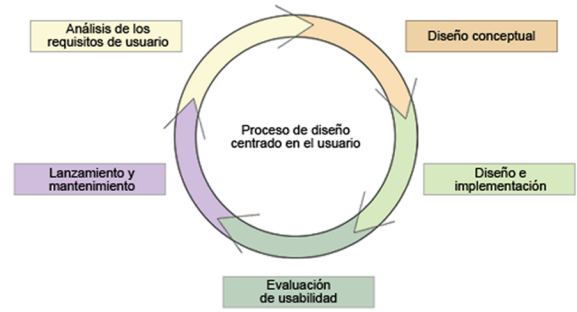 Análisis de los
requisitos de usuario
Diseño conceptual
Proceso de diseño
centrado en el usuario
Lanzamiento y
mantenimiento
Diseño e
implementación
Evaluación
de usabilidad